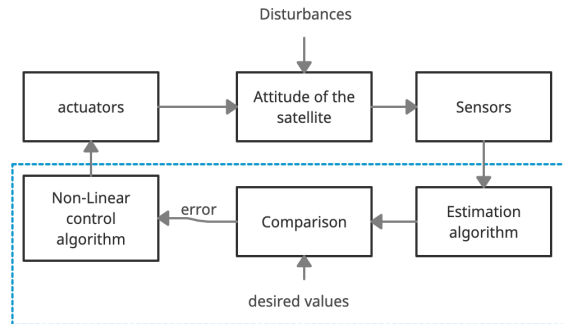 Disturbances
actuators
Attitude of the
satellite
Sensors
Non-Linear
control
algorithm
error
Comparison
Estimation
algorithm
desired values